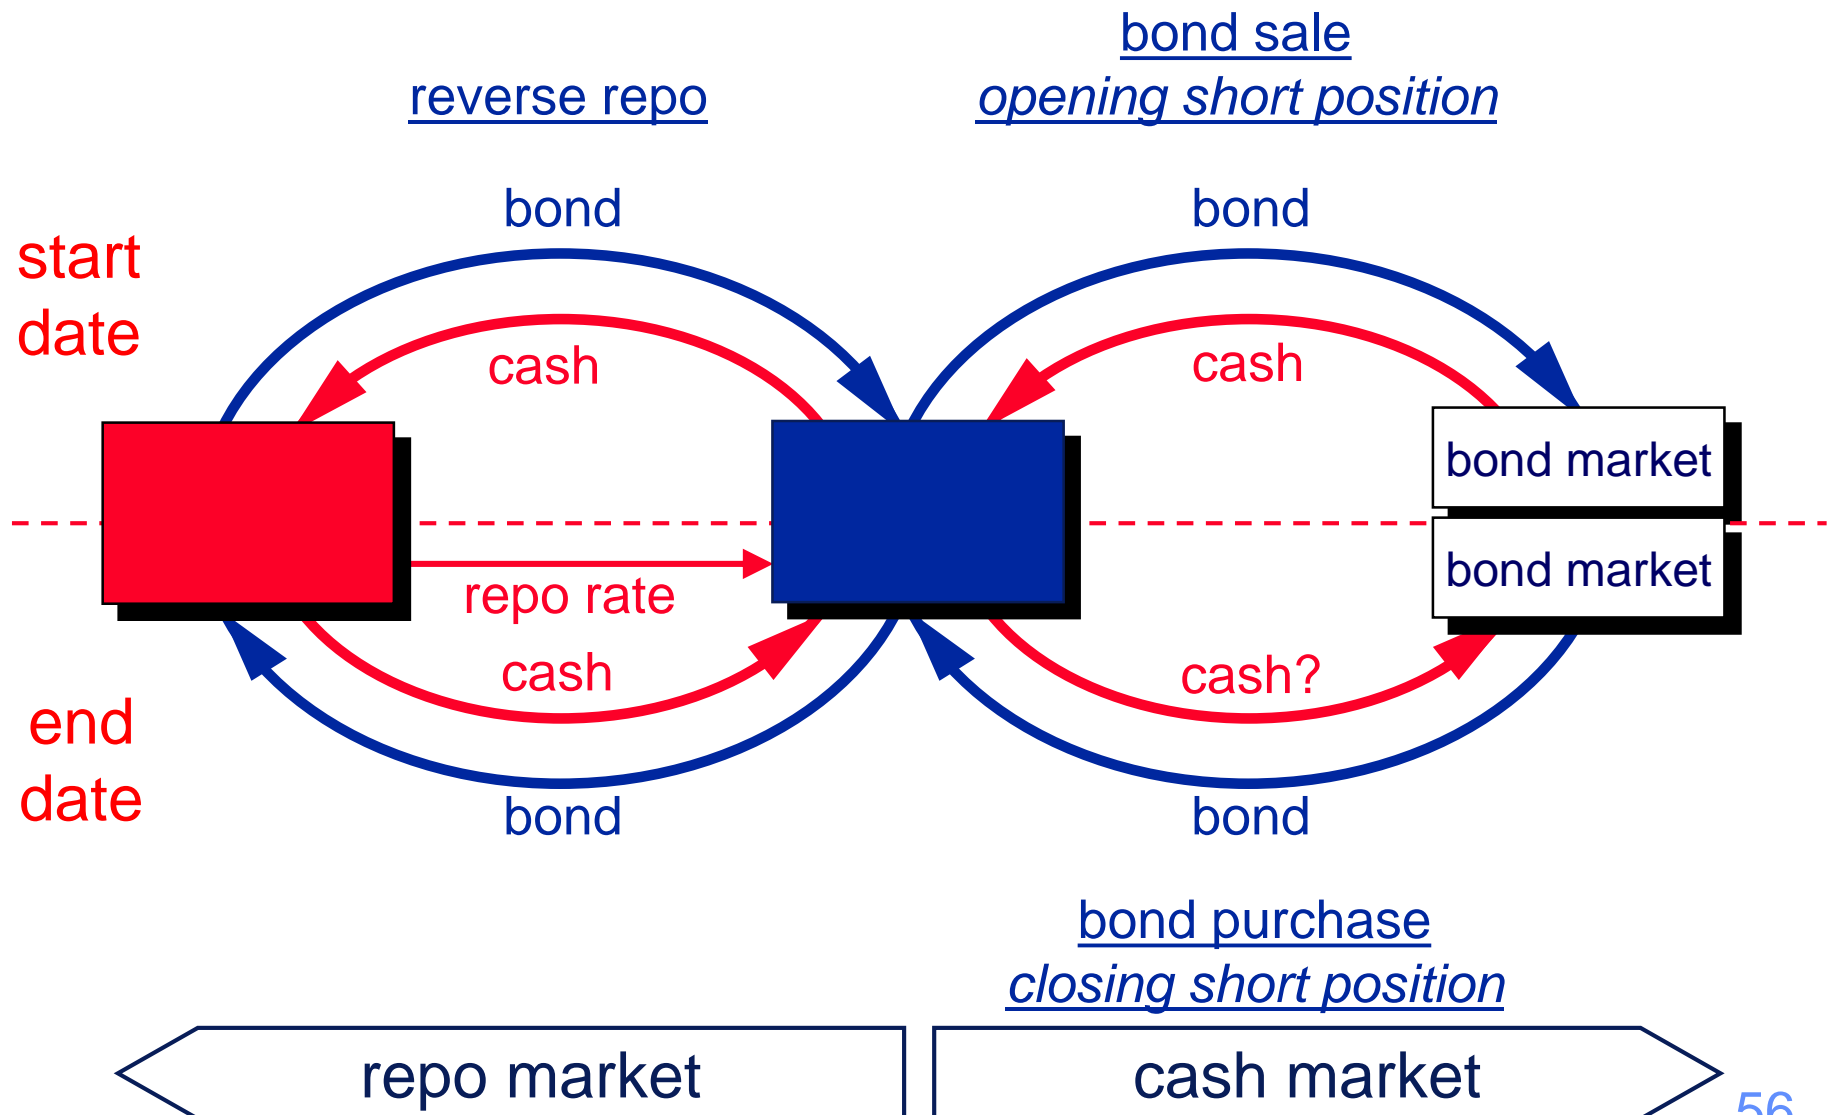 bond sale
reverse repo
opening short position
bond
bond
start
date
cash
cash
bond market
bond market
repo rate
cash
cash?
end
date
bond
bond
bond purchase
closing short position
repo market
cash market
56